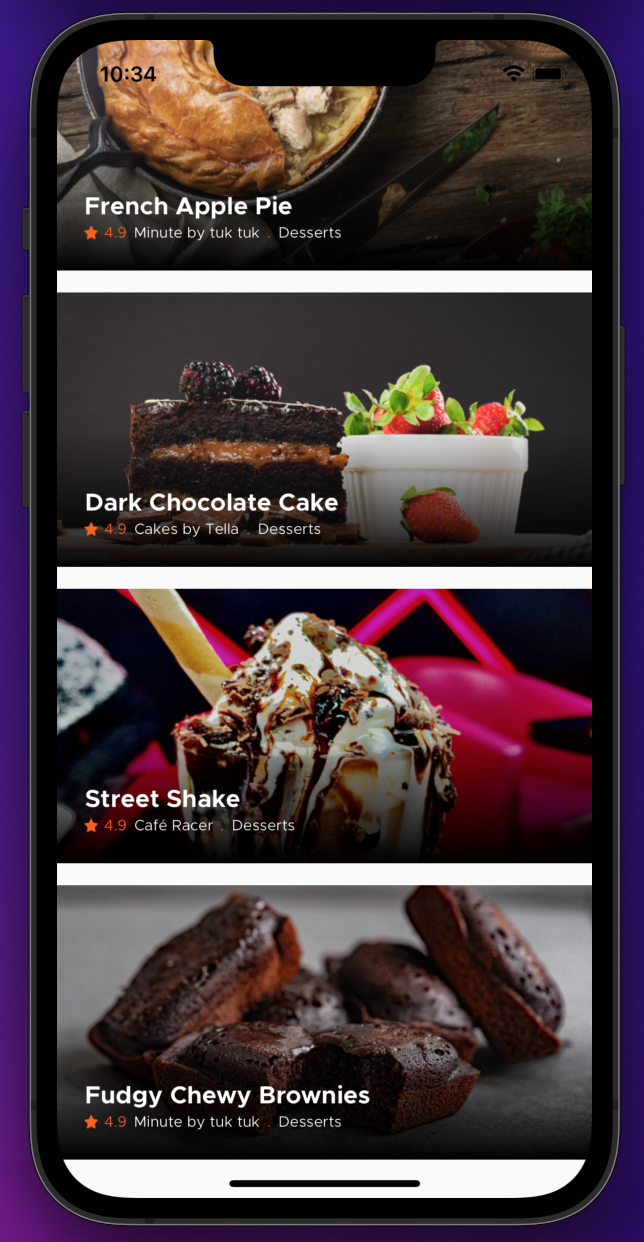 10:34
French Apple Pie
4.9 Minute by tuk tuk . Desserts
Dark Chocolate Cake
4.9 Cakes by Tella . Desserts
Street Shake
4.9 Café Racer . Desserts
Fudgy Chewy Brownies
4.9 Minute by tuk tuk . Desserts